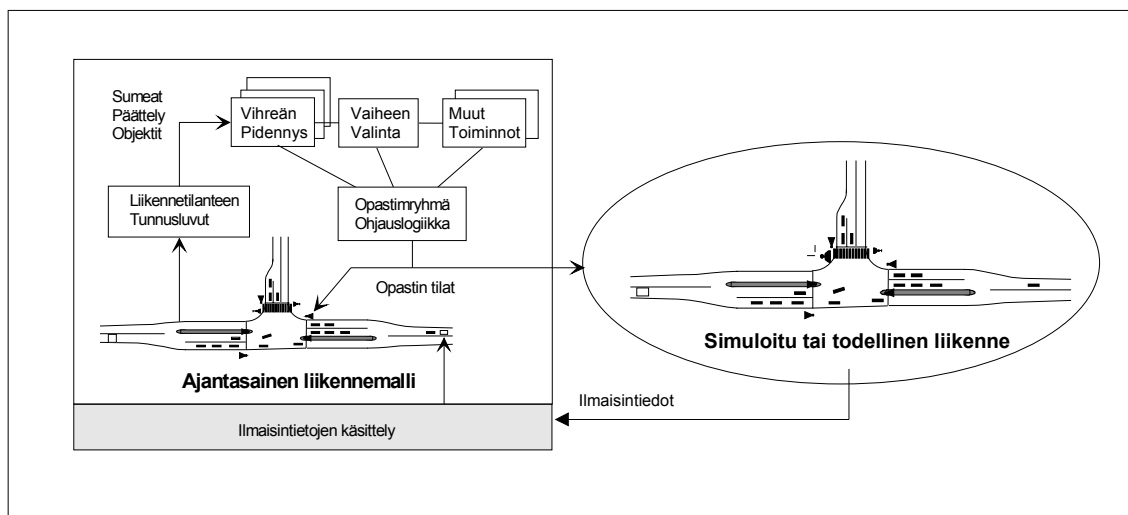 Sumeat
Päättely
Objektit
Vihreän
Pidennys
Vaiheen
Valinta
Muut
Toiminnot
Liikennetilanteen
Tunnusluvut
Opastimryhmä
Ohjauslogiikka
Opastin tilat
Ajantasainen liikennemalli
Simuloitu tai todellinen liikenne
Ilmaisintiedot
Ilmaisintietojen käsittely